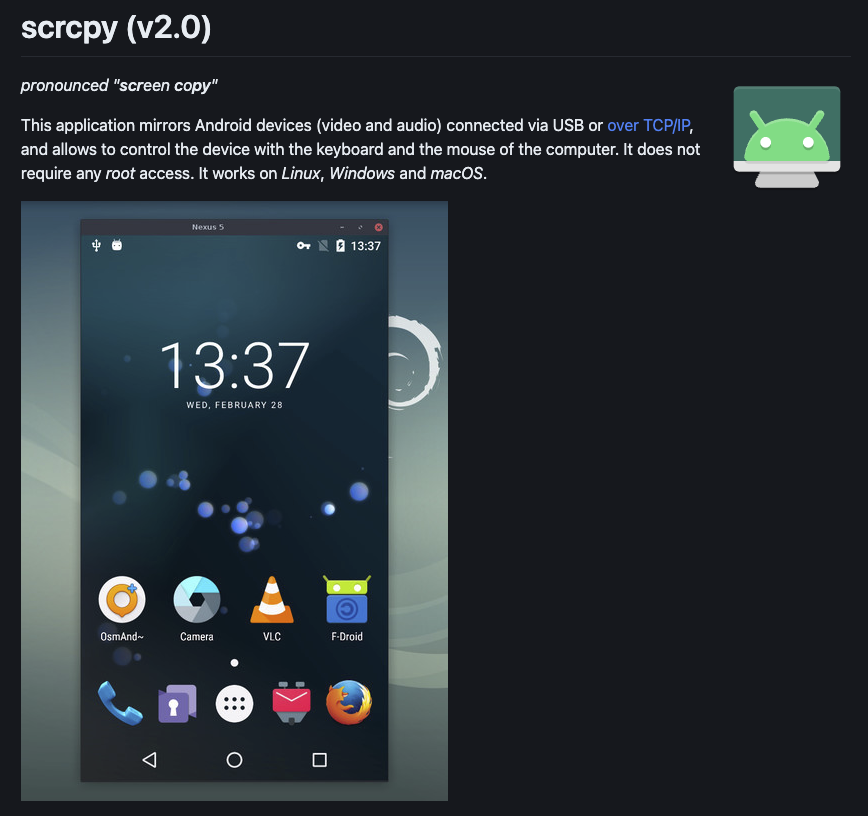 scrcpy (v2.0)
pronounced "screen copy"
This application mirrors Android devices (video and audio) connected via USB or over TCP/IP,
and allows to control the device with the keyboard and the mouse of the computer. It does not
require any root access. It works on Linux, Windows and macOS.
Nexus 5
13:37
13:37
WED, FEBRUARY 28
OsmAnd~ Camera VLC F-Droid